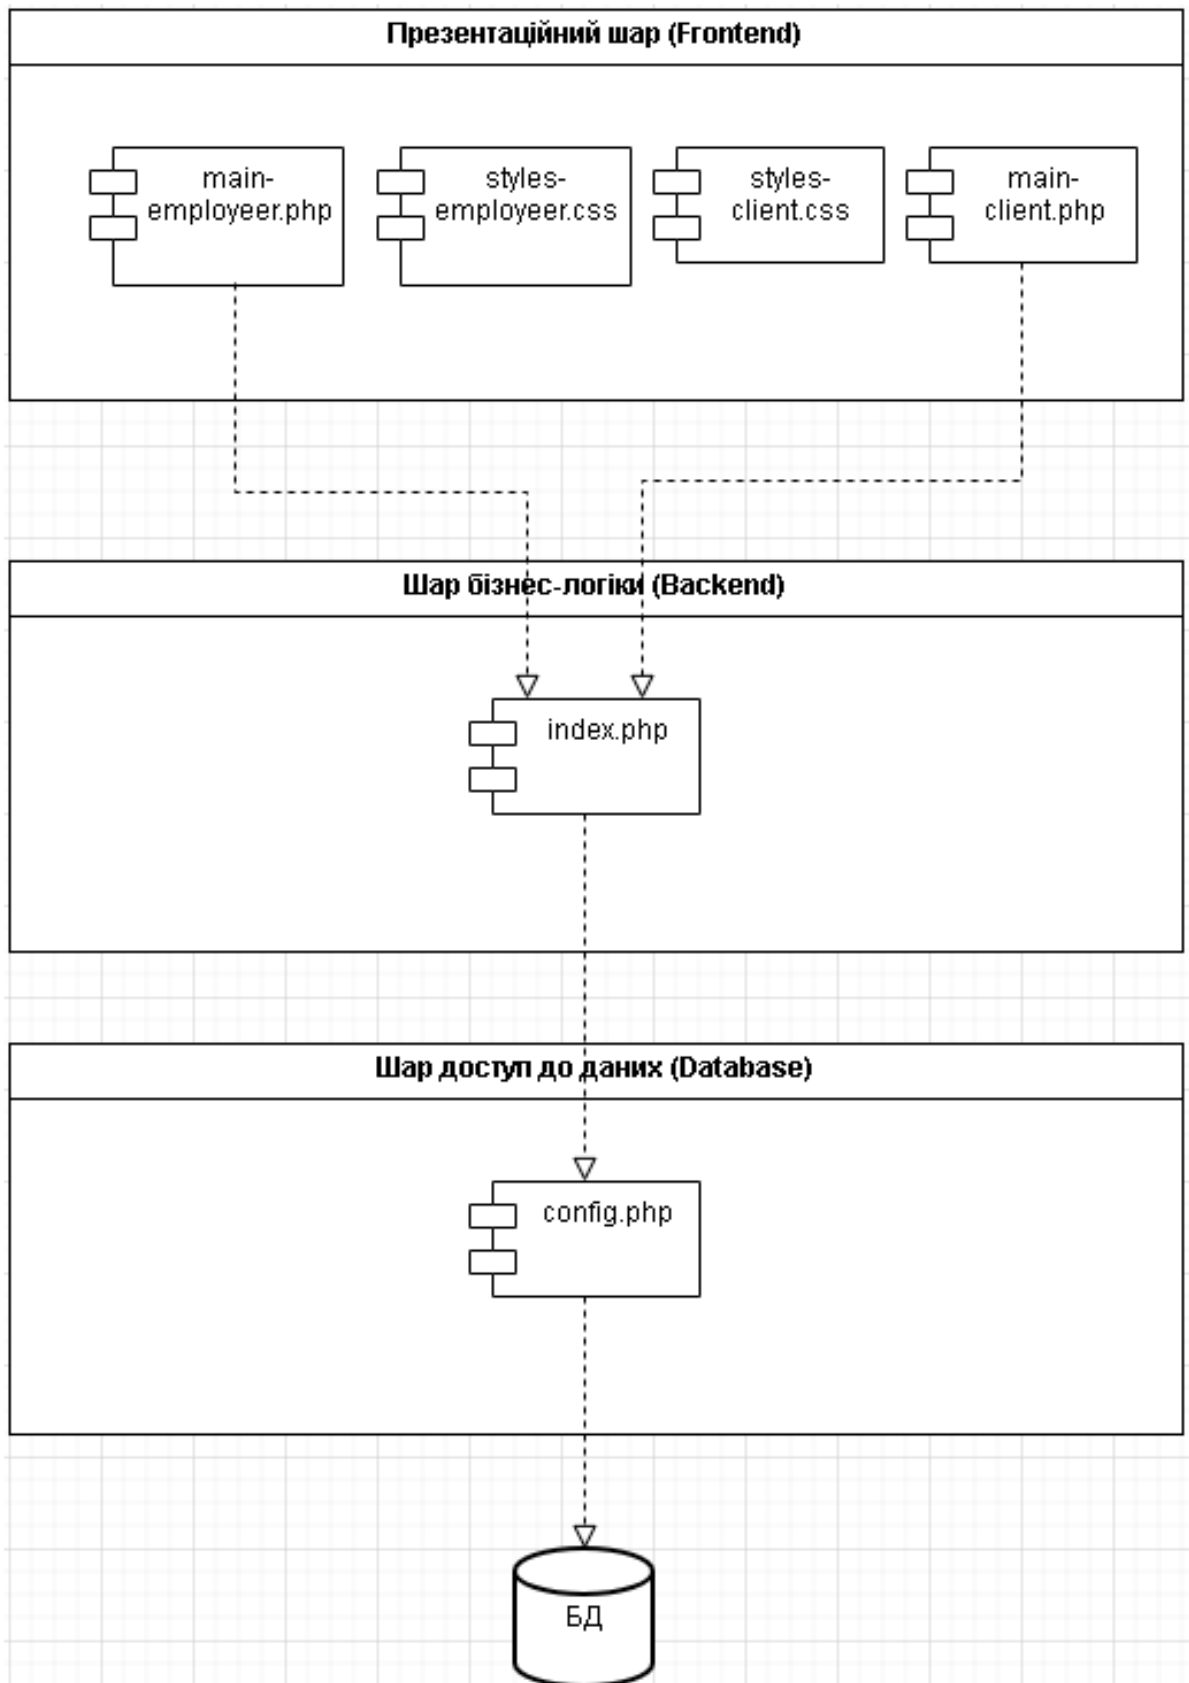 Презентаційний шар (Frontend)
main-
employeer.php
styles-
employeer.css
styles-
client.css
main-
client.php
Шар бізнес-логіки (Backend)
index.php
Шар доступ до даних (Database)
config.php
БД